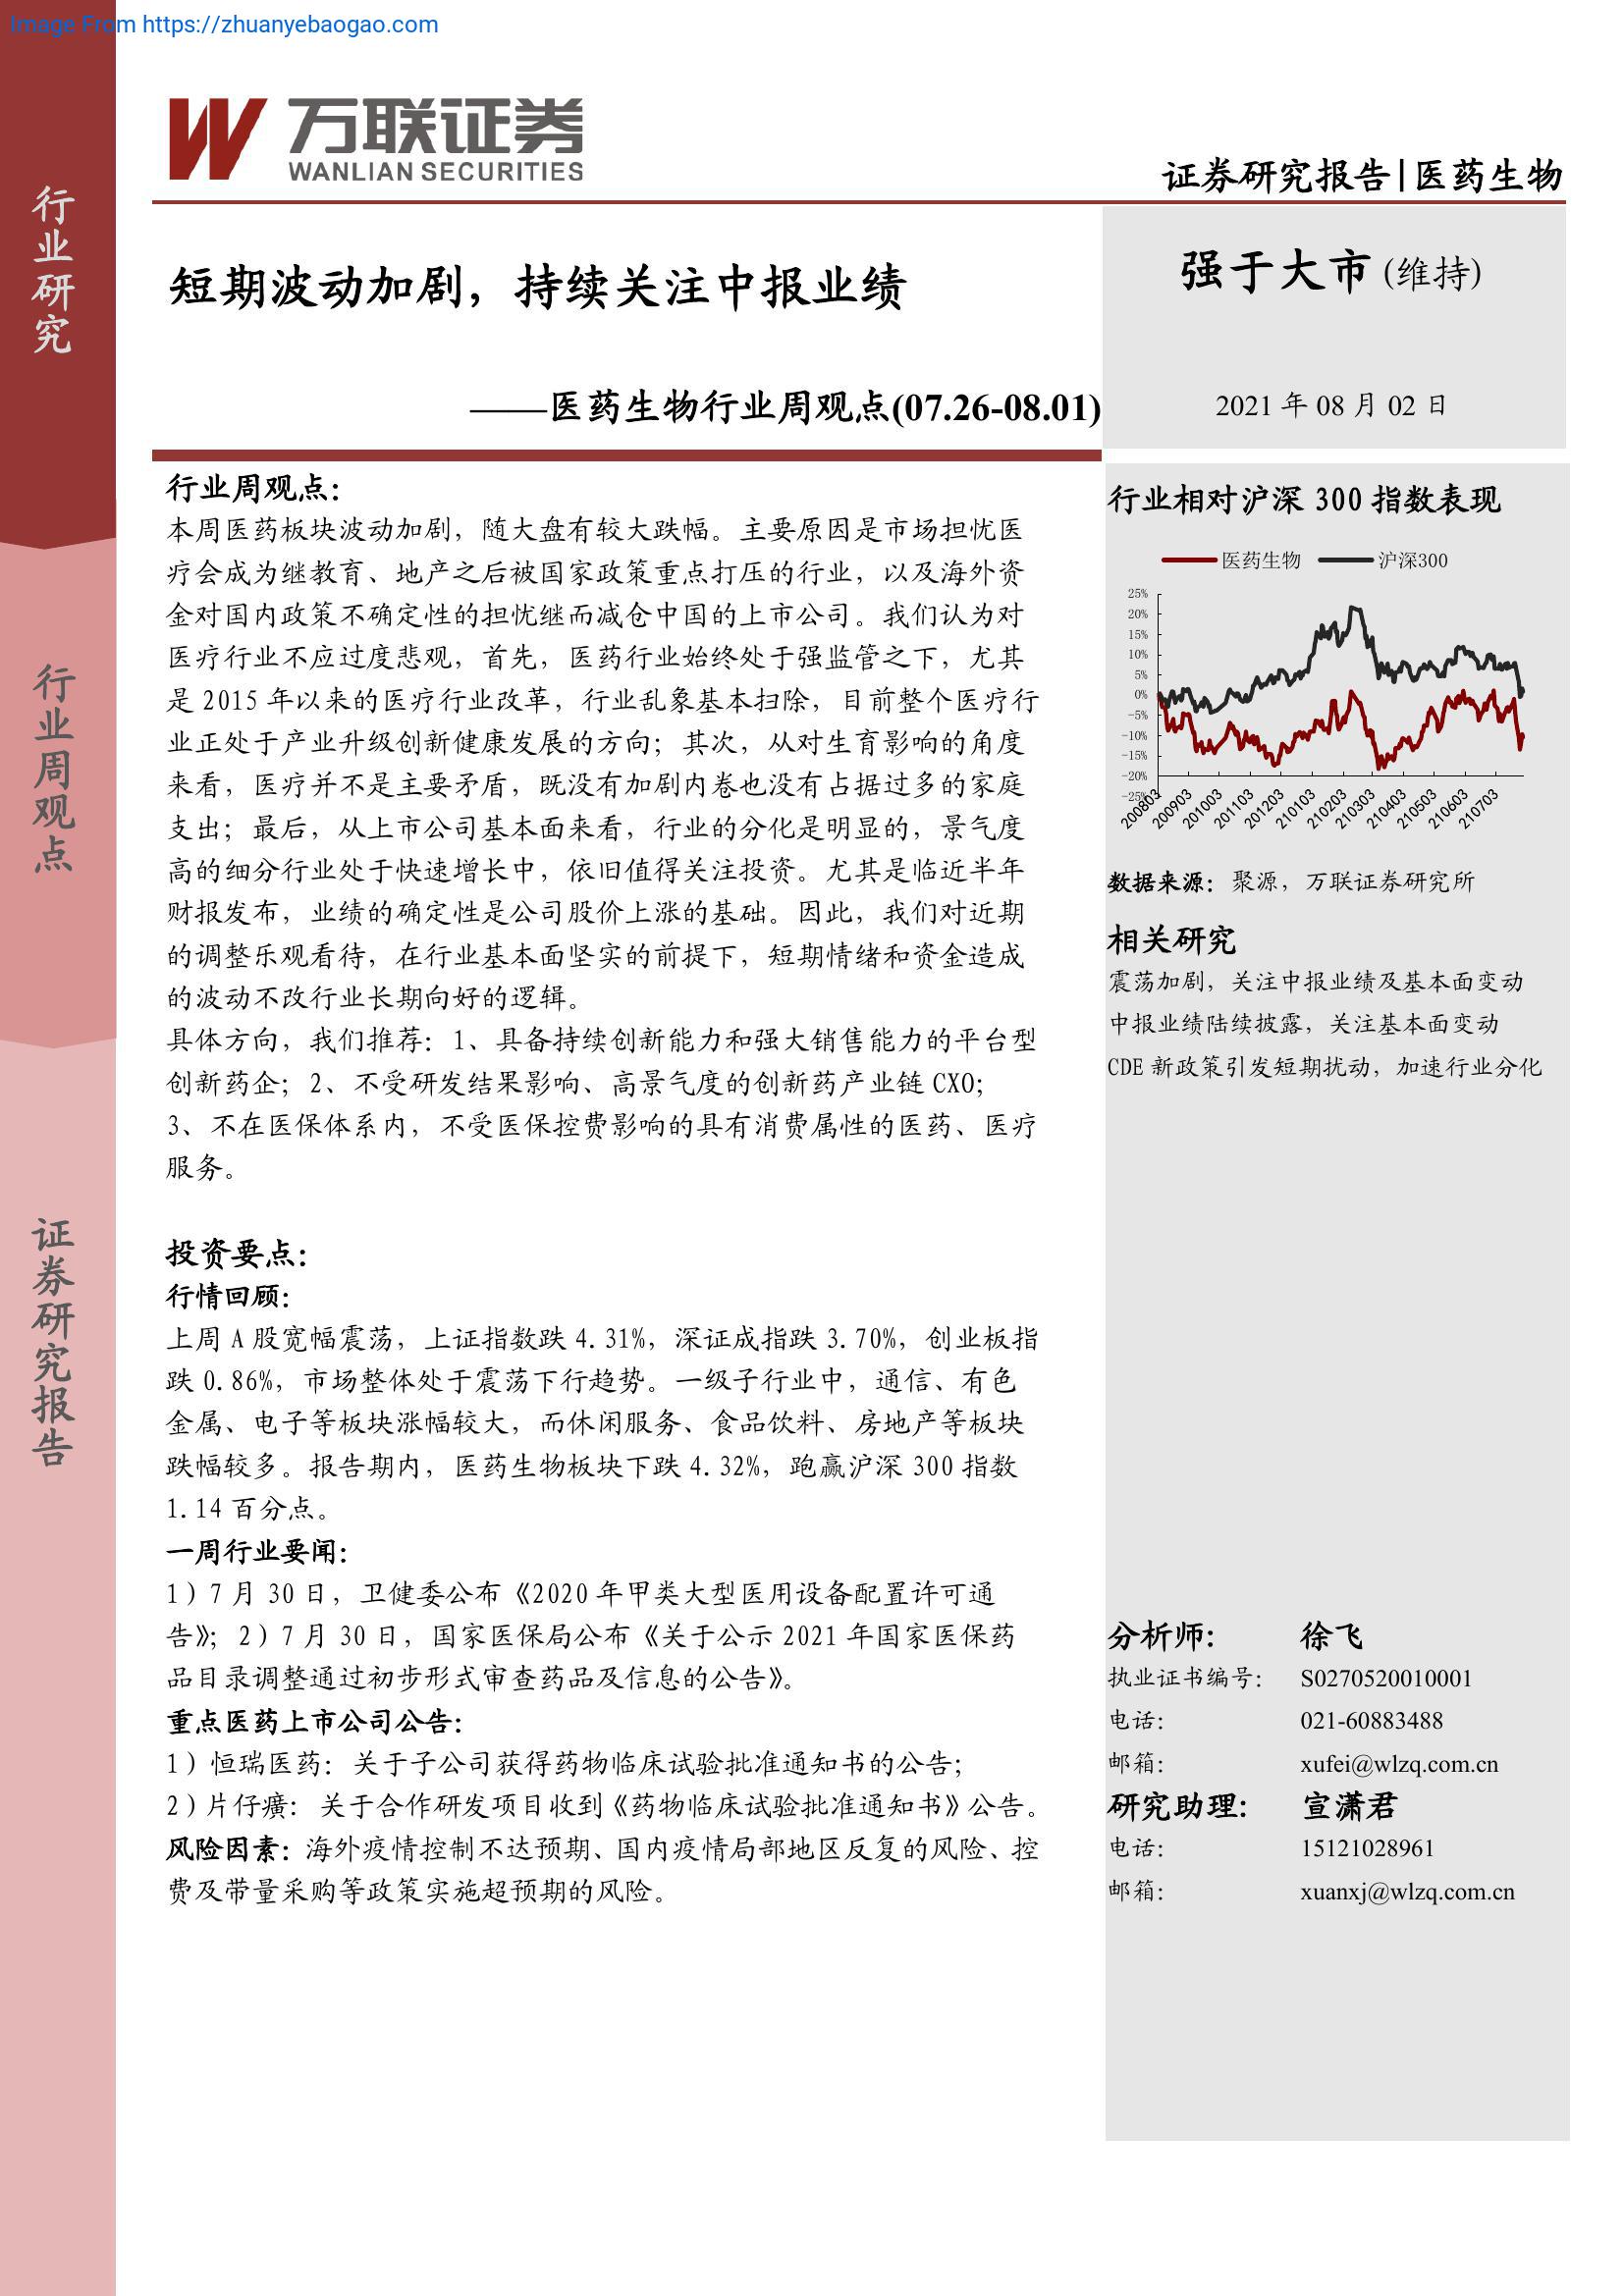 Image From https://zhuanyebaogao.com
万联证券
WANLIAN SECURITIES
证券研究报告|医药生物
行业研究
行业周观点
证券研究报告
短期波动加剧，持续关注中报业绩
——医药生物行业周观点(07.26-08.01)
强于大市(维持)
2021 年 08 月 02 日
行业周观点：
本周医药板块波动加剧，随大盘有较大跌幅。主要原因是市场担忧医
疗会成为继教育、地产之后被国家政策重点打压的行业，以及海外资
金对国内政策不确定性的担忧继而减仓中国的上市公司。我们认为对
医疗行业不应过度悲观，首先，医药行业始终处于强监管之下，尤其
是 2015 年以来的医疗行业改革，行业乱象基本扫除，目前整个医疗行
业正处于产业升级创新健康发展的方向；其次，从对生育影响的角度
来看，医疗并不是主要矛盾，既没有加剧内卷也没有占据过多的家庭
支出；最后，从上市公司基本面来看，行业的分化是明显的，景气度
高的细分行业处于快速增长中，依旧值得关注投资。尤其是临近半年
财报发布，业绩的确定性是公司股价上涨的基础。因此，我们对近期
的调整乐观看待，在行业基本面坚实的前提下，短期情绪和资金造成
的波动不改行业长期向好的逻辑。
具体方向，我们推荐：1、具备持续创新能力和强大销售能力的平台型
创新药企；2、不受研发结果影响、高景气度的创新药产业链 CXO；
3、不在医保体系内，不受医保控费影响的具有消费属性的医药、医疗
服务。
投资要点：
行情回顾：
上周 A 股宽幅震荡，上证指数跌 4.31%，深证成指跌 3.70%，创业板指
跌 0.86%，市场整体处于震荡下行趋势。一级子行业中，通信、有色
金属、电子等板块涨幅较大，而休闲服务、食品饮料、房地产等板块
跌幅较多。报告期内，医药生物板块下跌 4.32%，跑赢沪深 300 指数
1.14 百分点。
一周行业要闻：
1）7 月 30 日，卫健委公布《2020 年甲类大型医用设备配置许可通
告》；2）7 月 30 日，国家医保局公布《关于公示 2021 年国家医保药
品目录调整通过初步形式审查药品及信息的公告》。
重点医药上市公司公告：
1）恒瑞医药：关于子公司获得药物临床试验批准通知书的公告；
2）片仔癀：关于合作研发项目收到《药物临床试验批准通知书》公告。
风险因素：海外疫情控制不达预期、国内疫情局部地区反复的风险、控
费及带量采购等政策实施超预期的风险。
行业相对沪深 300 指数表现
医药生物 沪深300
25%
20%
15%
10%
5%
0%
-5%
-10%
-15%
-20%
-25%
200803 200903 201003 201103 201203 210103 210203 210303 210403 210503 210603 210703
数据来源：聚源，万联证券研究所
相关研究
震荡加剧，关注中报业绩及基本面变动
中报业绩陆续披露，关注基本面变动
CDE 新政策引发短期扰动，加速行业分化
分析师： 徐飞
执业证书编号： S0270520010001
电话： 021-60883488
邮箱： xufei@wlzq.com.cn
研究助理： 宣潇君
电话： 15121028961
邮箱： xuanxj@wlzq.com.cn